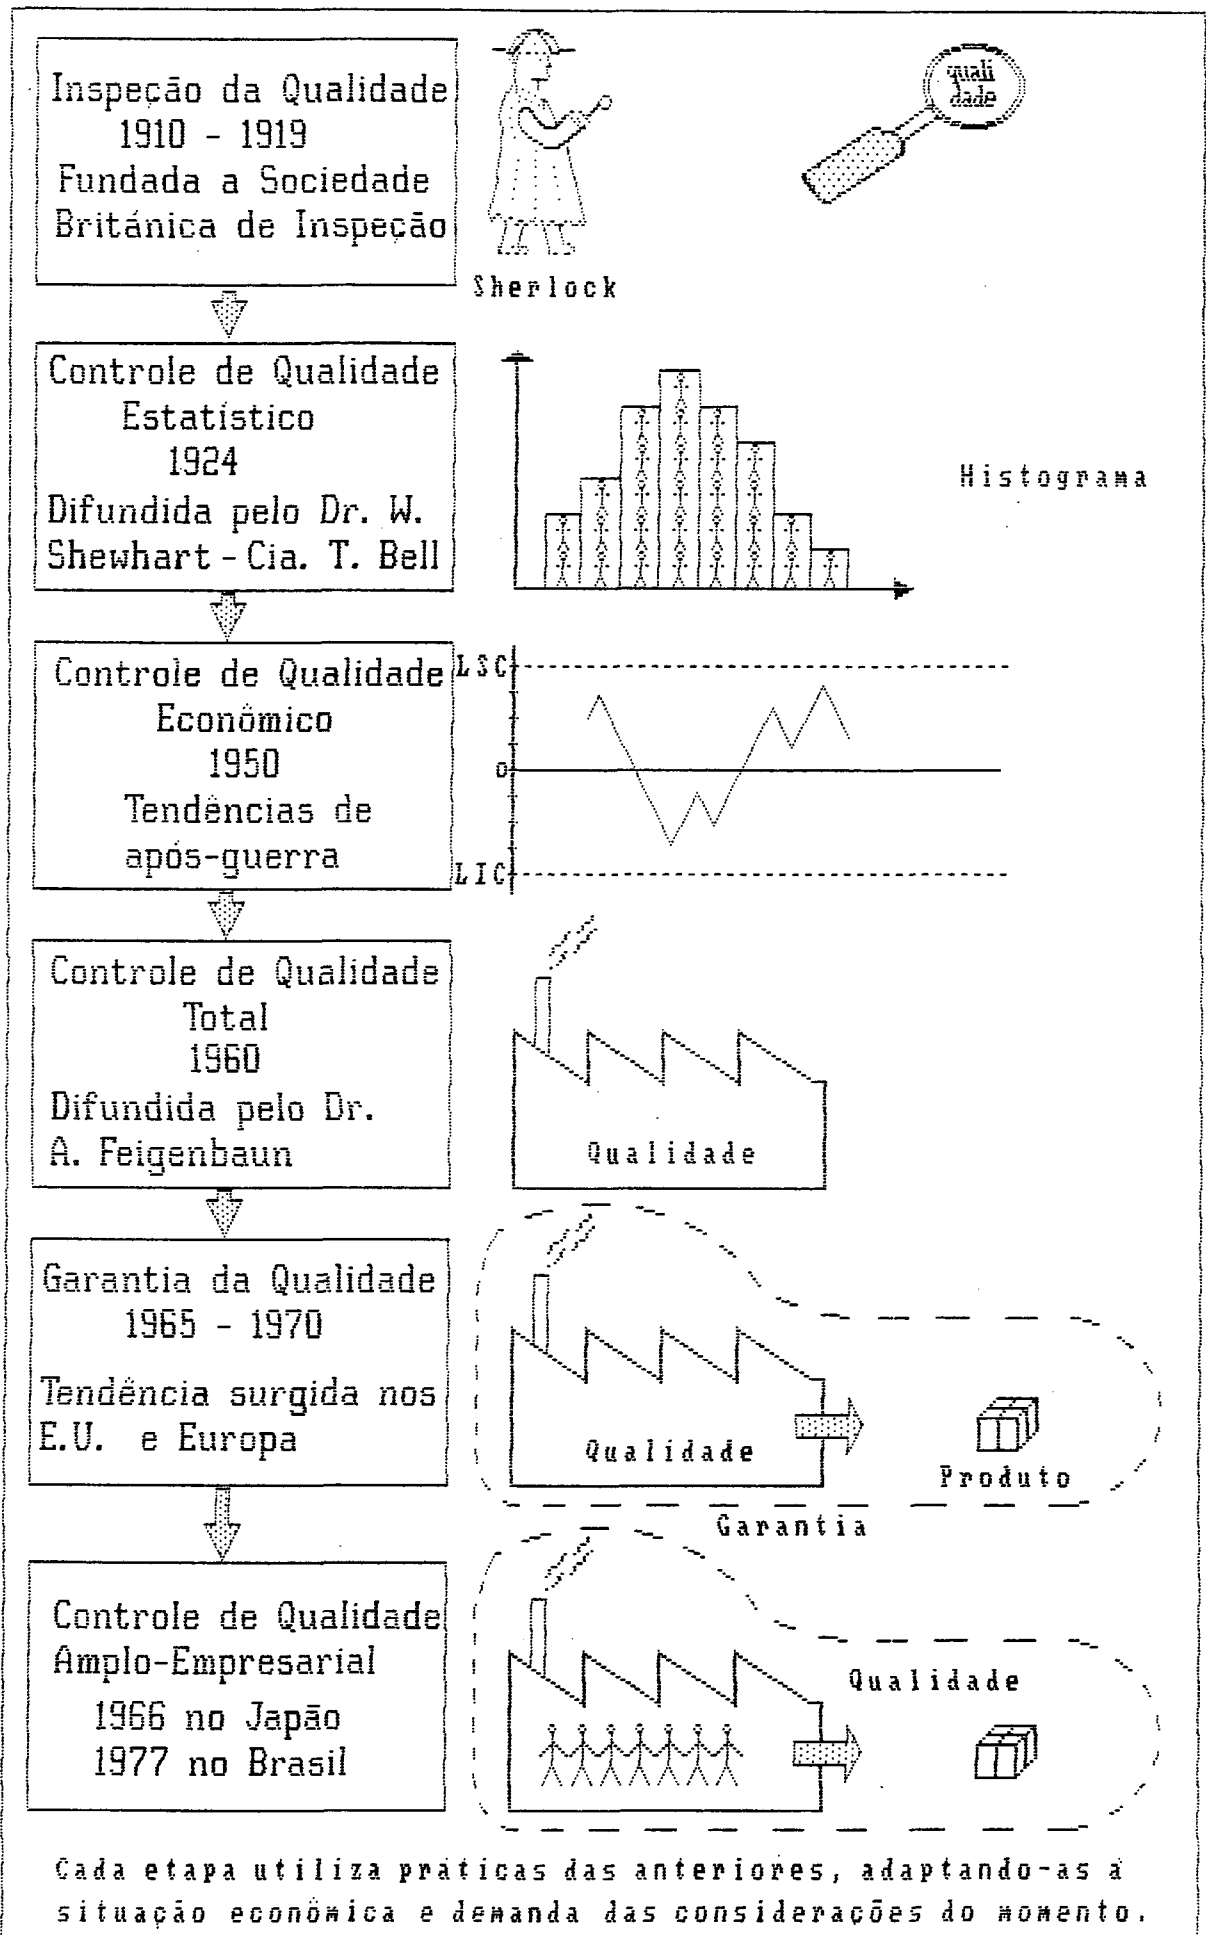 Inspeção da Qualidade
1910 - 1919
Fundada a Sociedade
Británica de Inspeção
Sherlock
quali
dade
Controle de Qualidade
Estatístico
1924
Difundida pelo Dr. W.
Shewhart - Cia. T. Bell
Histograma
Controle de Qualidade
Econômico
1950
Tendências de
após-guerra
LSC
0
LIC
Controle de Qualidade
Total
1960
Difundida pelo Dr.
A. Feigenbaun
Qualidade
Garantia da Qualidade
1965 - 1970
Tendência surgida nos
E.U. e Europa
Qualidade
Produto
Garantia
Controle de Qualidade
Amplo-Empresarial
1966 no Japão
1977 no Brasil
Qualidade
Cada etapa utiliza práticas das anteriores, adaptando-as à
situação econômica e demanda das considerações do momento.